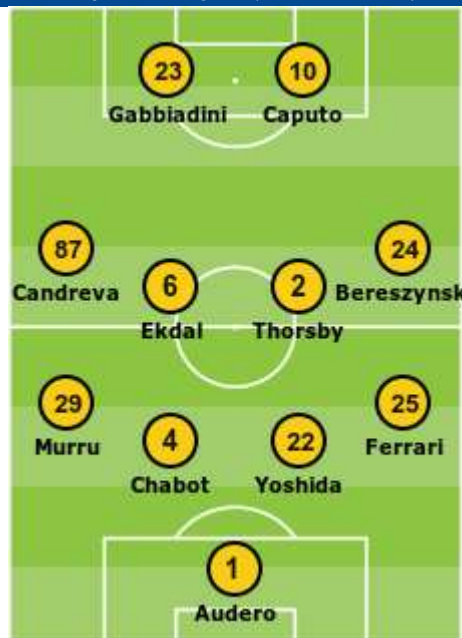 23 10
Gabbiadini Caputo
87 24
Candreva Bereszynsk
6 2
Ekdal Thorsby
29 25
Murru Ferrari
4 22
Chabot Yoshida
1
Audero